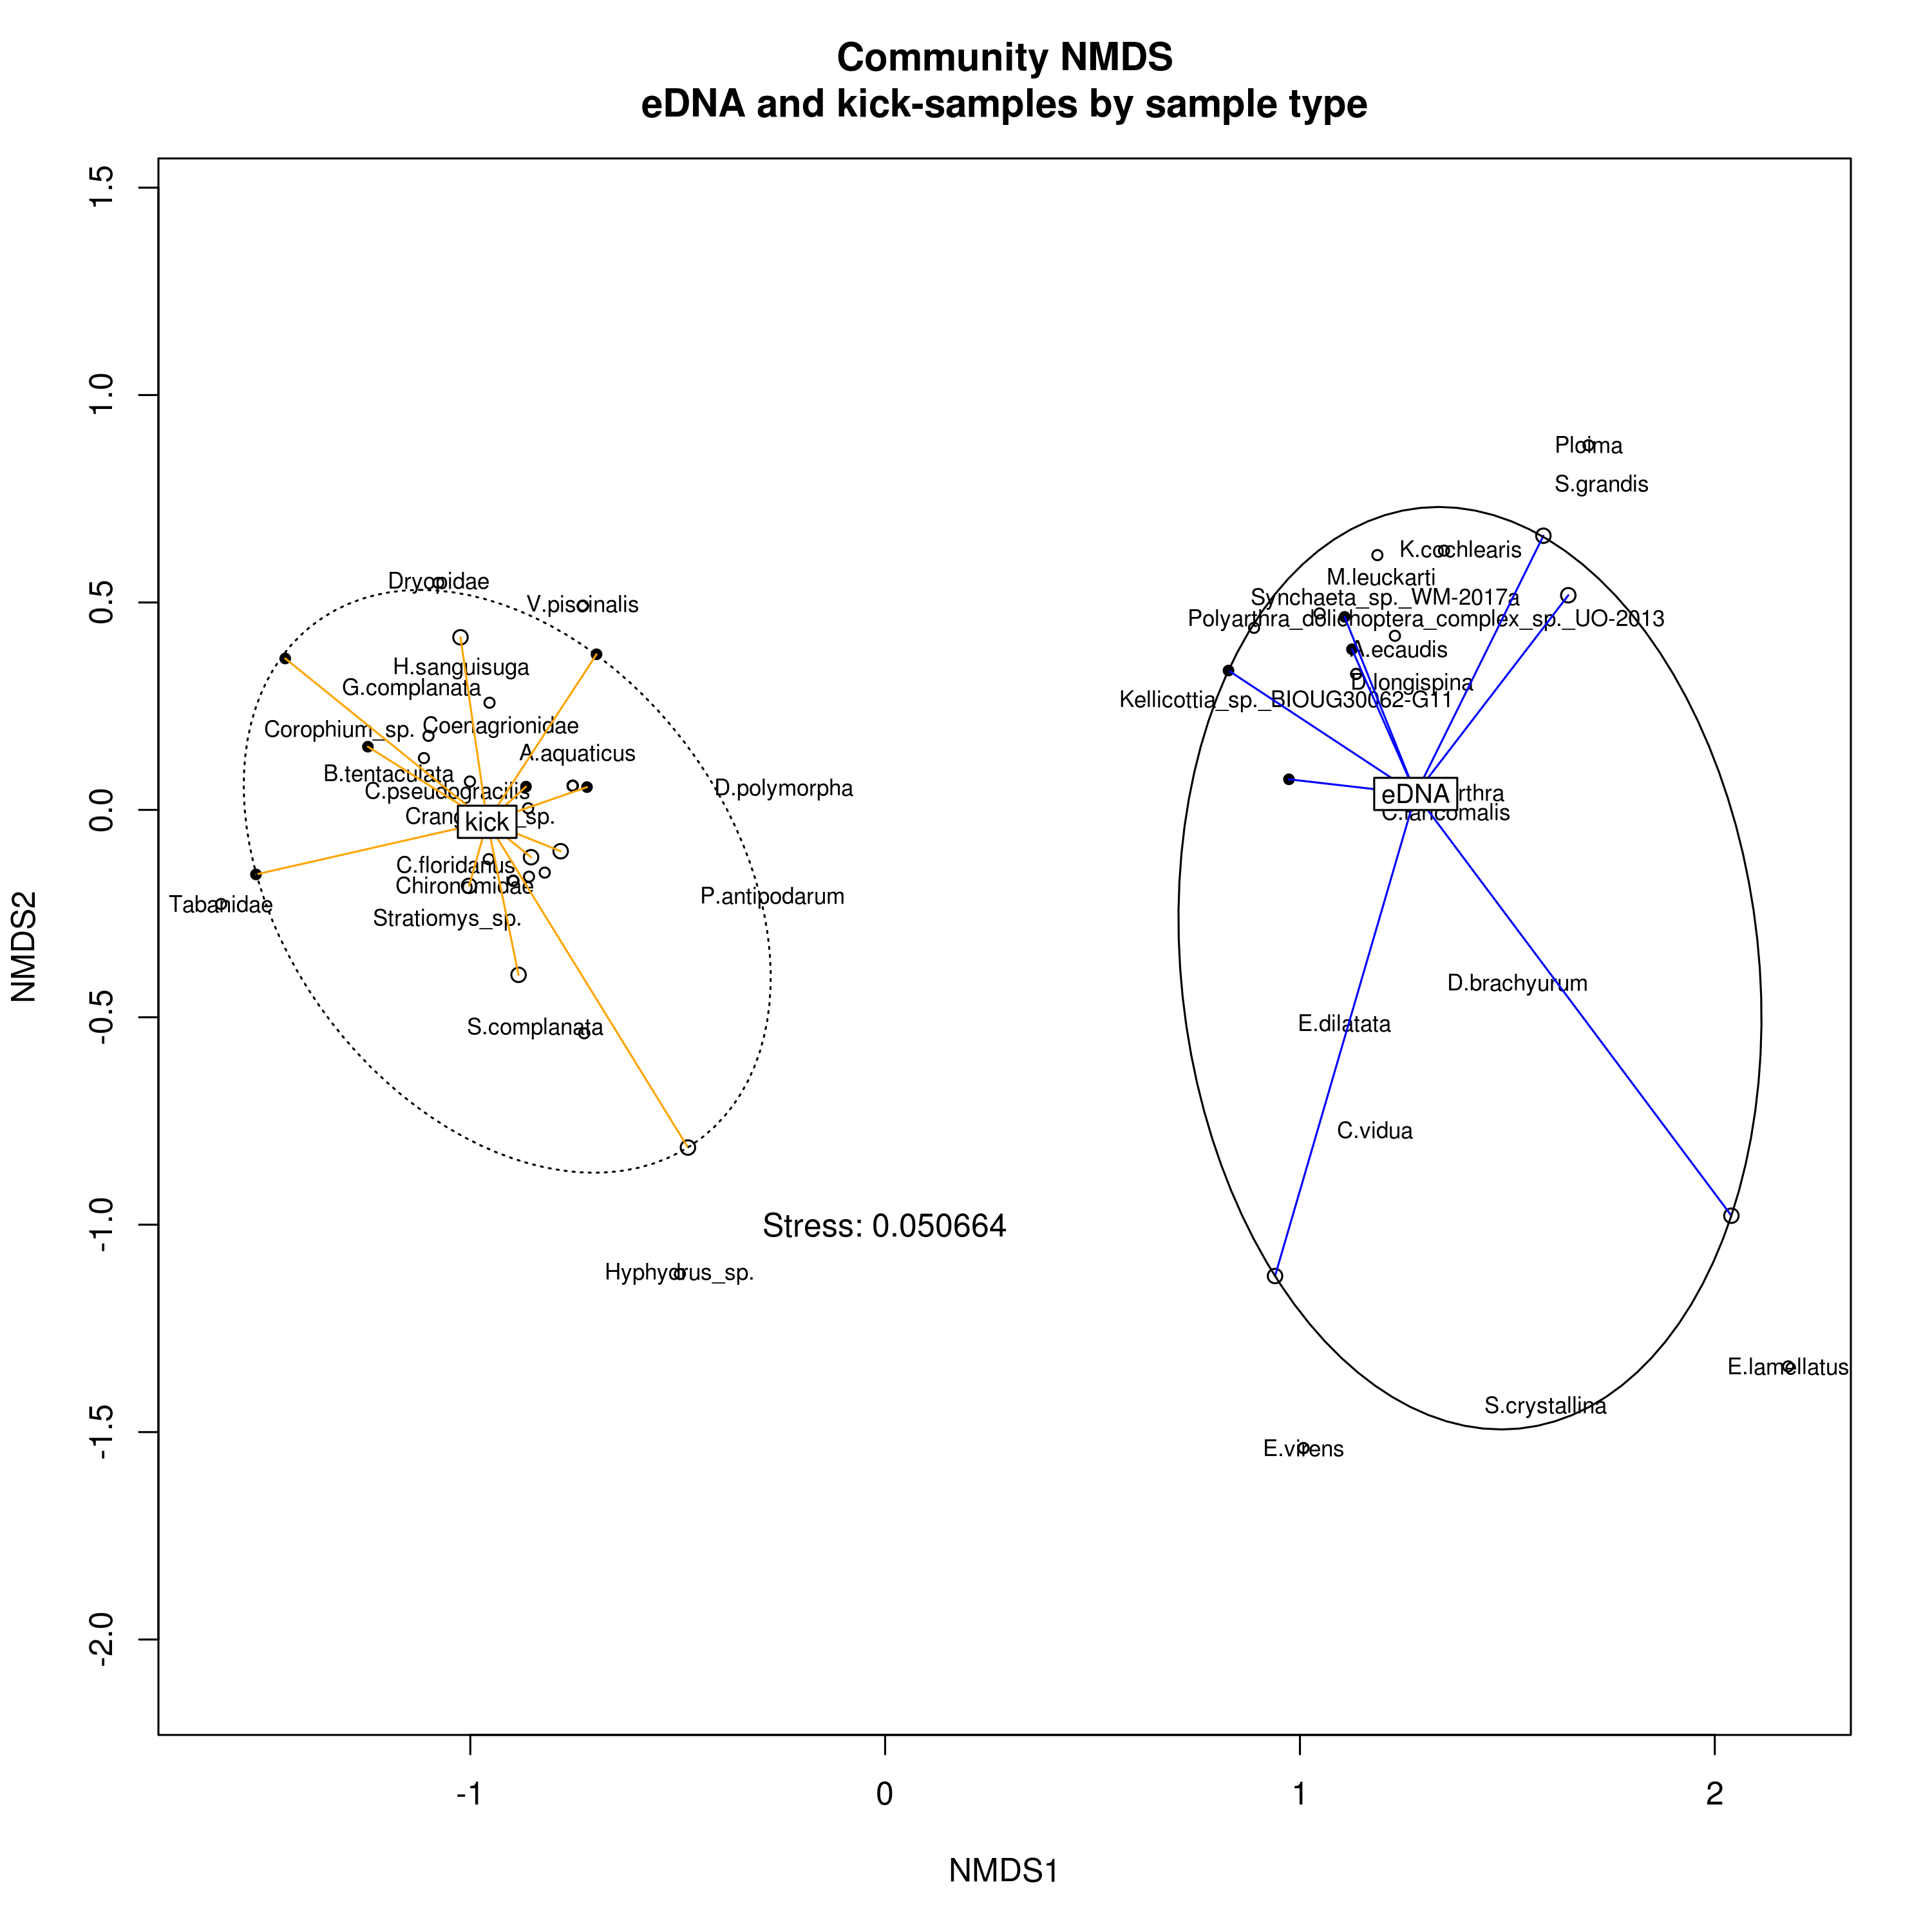 Community NMDS
eDNA and kick-samples by sample type
1.5
1.0
0.5
0.0
-0.5
-1.0
-1.5
-2.0
NMDS2
Ploima
S.grandis
K.cochlearis
M.leuckarti
Synchaeta_sp._WM-2017a
Polyarthra_dolichoptera_complex_sp._UO-2013
A.ecaudis
D.longispina
Kellicottia_sp._BIOUG30062-G11
eDNA
C.lancomalis
D.brachyurum
E.dilatata
C.vidua
E.lamellatus
S.crystallina
E.virens
Dryopidae
V.piscinalis
H.sanguisuga
G.complanata
Coenagrionidae
Corophium_sp.
A.aquaticus
B.tentaculata
C.pseudogracilis
D.polymorpha
kick
C.floridanus
Chironomidae
P.antipodarum
Tabanidae
Stratiomys_sp.
S.complanata
Stress: 0.050664
Hyphydrus_sp.
-1
0
1
2
NMDS1